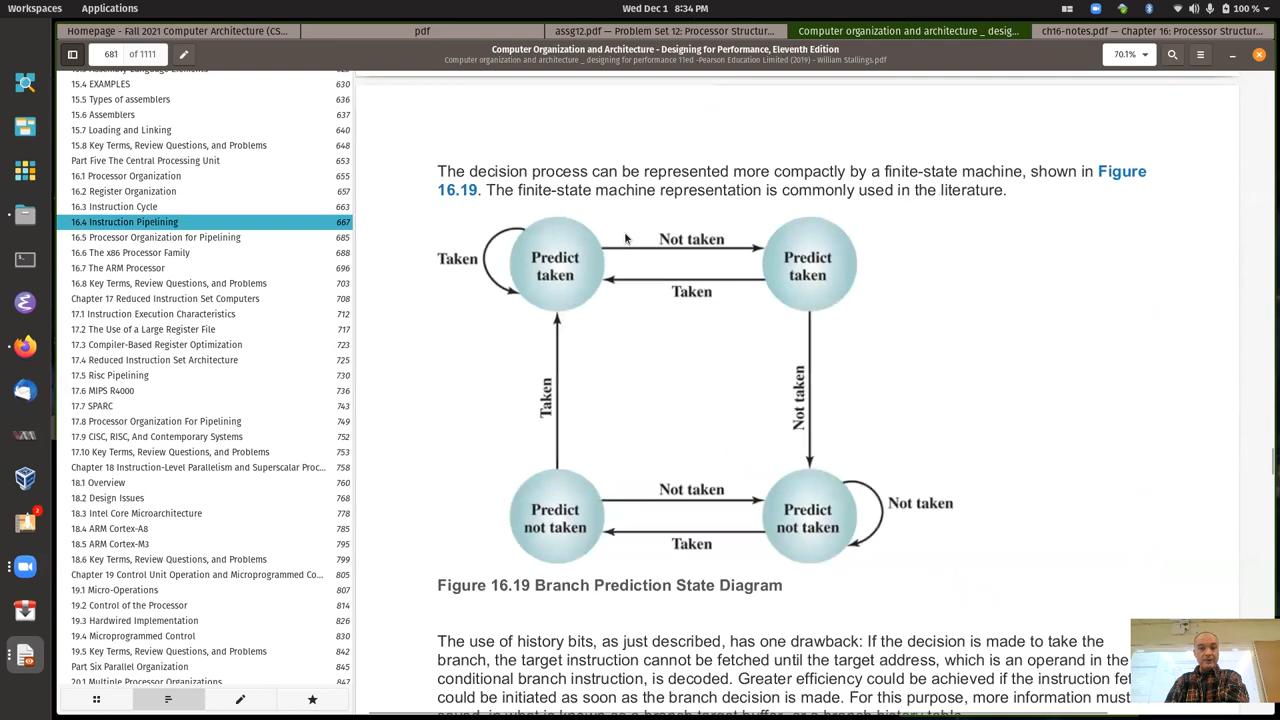 Workspaces Applications Wed Dec 1 8:34 PM 100 %
Homepage - Fall 2021 Computer Architecture (CS... pdf assg12.pdf — Problem Set 12: Processor Structur... Computer organization and architecture _ desig... ch16-notes.pdf — Chapter 16: Processor Structur...
681 of 1111 Computer Organization and Architecture - Designing for Performance, Eleventh Edition 70.1%
Computer organization and architecture _ designing for performance 11ed -Pearson Education Limited (2019) - William Stallings.pdf
15.4 EXAMPLES 630
15.5 Types of assemblers 636
15.6 Assemblers 637
15.7 Loading and Linking 640
15.8 Key Terms, Review Questions, and Problems 648
Part Five The Central Processing Unit 653
16.1 Processor Organization 655
16.2 Register Organization 657
16.3 Instruction Cycle 663
16.4 Instruction Pipelining 667
16.5 Processor Organization for Pipelining 685
16.6 The x86 Processor Family 688
16.7 The ARM Processor 696
16.8 Key Terms, Review Questions, and Problems 703
Chapter 17 Reduced Instruction Set Computers 708
17.1 Instruction Execution Characteristics 712
17.2 The Use of a Large Register File 717
17.3 Compiler-Based Register Optimization 723
17.4 Reduced Instruction Set Architecture 725
17.5 Risc Pipelining 730
17.6 MIPS R4000 736
17.7 SPARC 743
17.8 Processor Organization For Pipelining 749
17.9 CISC, RISC, And Contemporary Systems 752
17.10 Key Terms, Review Questions, and Problems 753
Chapter 18 Instruction-Level Parallelism and Superscalar Proc... 758
18.1 Overview 760
18.2 Design Issues 768
18.3 Intel Core Microarchitecture 778
18.4 ARM Cortex-A8 785
18.5 ARM Cortex-M3 795
18.6 Key Terms, Review Questions, and Problems 799
Chapter 19 Control Unit Operation and Microprogrammed Co... 805
19.1 Micro-Operations 807
19.2 Control of the Processor 814
19.3 Hardwired Implementation 826
19.4 Microprogrammed Control 830
19.5 Key Terms, Review Questions, and Problems 842
Part Six Parallel Organization 845
20.1 Multiple Processor Organizations 847
2
The decision process can be represented more compactly by a finite-state machine, shown in Figure
16.19. The finite-state machine representation is commonly used in the literature.
Taken
Predict
taken
Not taken
Taken
Predict
taken
Taken
Not taken
Predict
not taken
Not taken
Taken
Predict
not taken
Not taken
Figure 16.19 Branch Prediction State Diagram
The use of history bits, as just described, has one drawback: If the decision is made to take the
branch, the target instruction cannot be fetched until the target address, which is an operand in the
conditional branch instruction, is decoded. Greater efficiency could be achieved if the instruction fet
could be initiated as soon as the branch decision is made. For this purpose, more information must